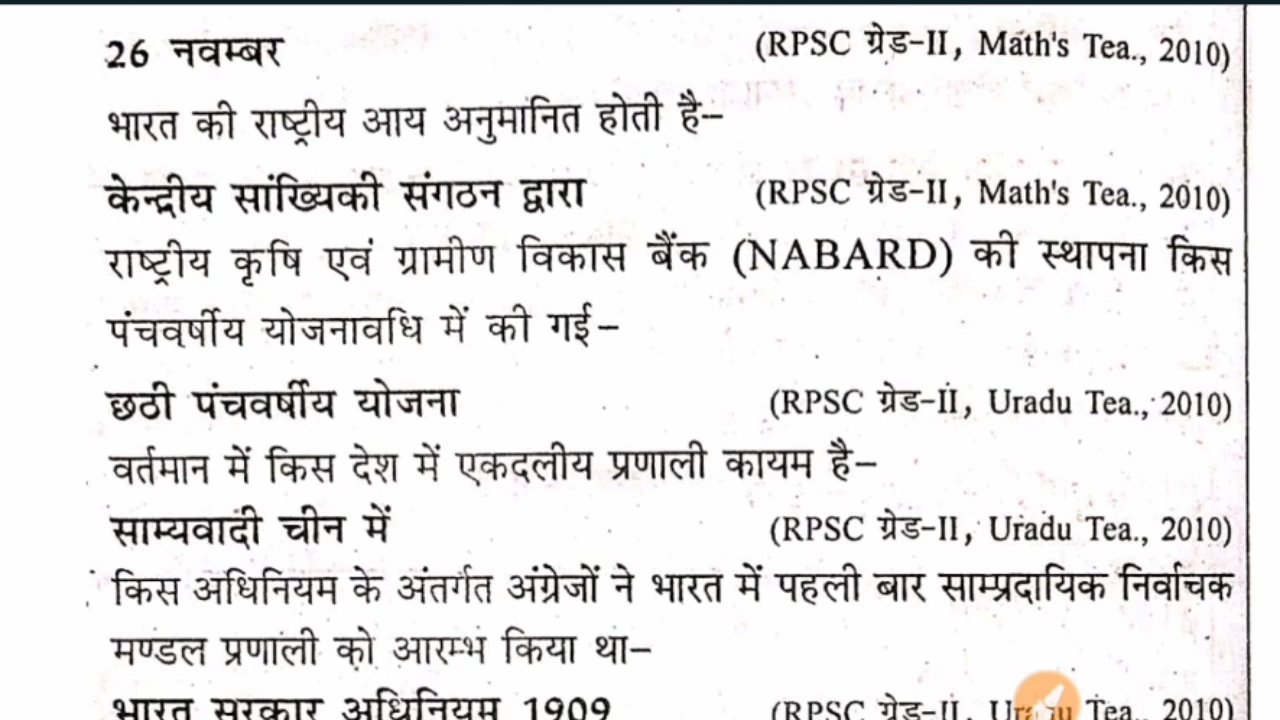 26 नवम्बर (RPSC ग्रेड-II, Math's Tea., 2010)
भारत की राष्ट्रीय आय अनुमानित होती है-
केन्द्रीय सांख्यिकी संगठन द्वारा (RPSC ग्रेड-II, Math's Tea., 2010)
राष्ट्रीय कृषि एवं ग्रामीण विकास बैंक (NABARD) की स्थापना किस
पंचवर्षीय योजनावधि में की गई-
छठी पंचवर्षीय योजना (RPSC ग्रेड-II, Uradu Tea., 2010)
वर्तमान में किस देश में एकदलीय प्रणाली कायम है-
साम्यवादी चीन में (RPSC ग्रेड-II, Uradu Tea., 2010)
किस अधिनियम के अंतर्गत अंग्रेजों ने भारत में पहली बार साम्प्रदायिक निर्वाचक
मण्डल प्रणाली को आरम्भ किया था-
भारत सरकार अधिनियम 1909 (RPSC ग्रेड-II, Tea., 2010)